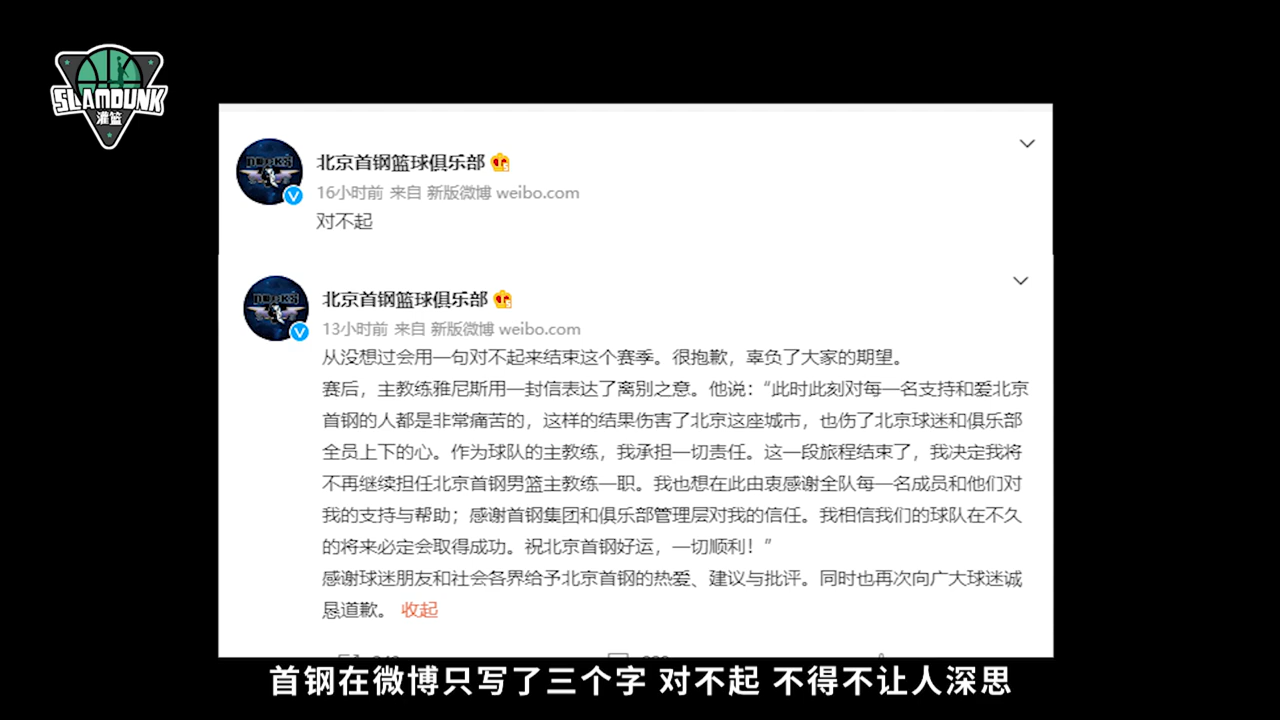 SLAMDUNK
灌篮
北京首钢篮球俱乐部
16小时前 来自 新版微博 weibo.com
对不起
北京首钢篮球俱乐部
13小时前 来自 新版微博 weibo.com
从没想过会用一句对不起来结束这个赛季。很抱歉，辜负了大家的期望。
赛后，主教练雅尼斯用一封信表达了离别之意。他说：“此时此刻对每一名支持和爱北京
首钢的人都是非常痛苦的，这样的结果伤害了北京这座城市，也伤了北京球迷和俱乐部
全员上下的心。作为球队的主教练，我承担一切责任。这一段旅程结束了，我决定我将
不再继续担任北京首钢男篮主教练一职。我也想在此由衷感谢全队每一名成员和他们对
我的支持与帮助；感谢首钢集团和俱乐部管理层对我的信任。我相信我们的球队在不久
的将来必定会取得成功。祝北京首钢好运，一切顺利！”
感谢球迷朋友和社会各界给予北京首钢的热爱、建议与批评。同时也再次向广大球迷诚
恳道歉。 收起
首钢在微博只写了三个字 对不起 不得不让人深思